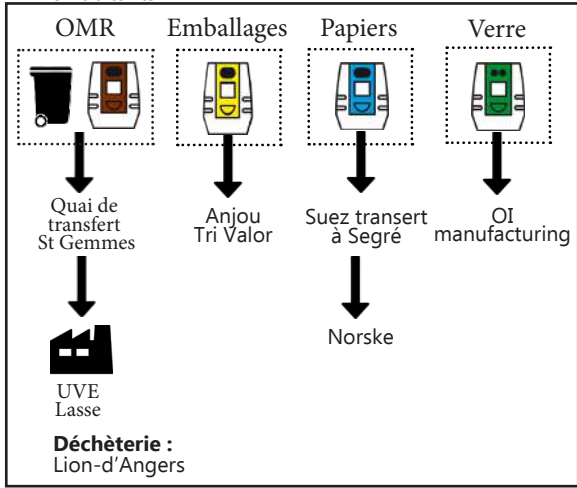 OMR
Emballages
Papiers
Verre
Quai de
transfert
St Gemmes
Anjou
Tri Valor
Suez transert
à Segré
OI
manufacturing
Norske
UVE
Lasse
Déchèterie :
Lion-d'Angers